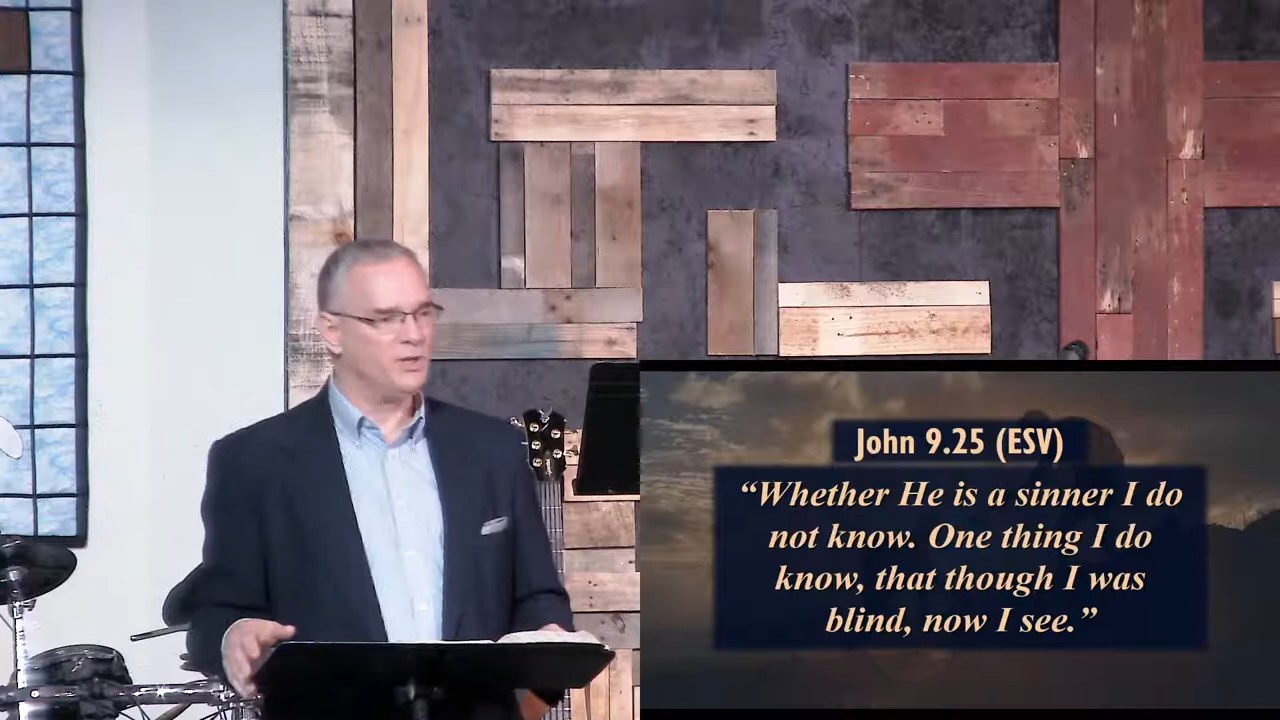 John 9.25 (ESV)
“Whether He is a sinner I do
not know. One thing I do
know, that though I was
blind, now I see.”